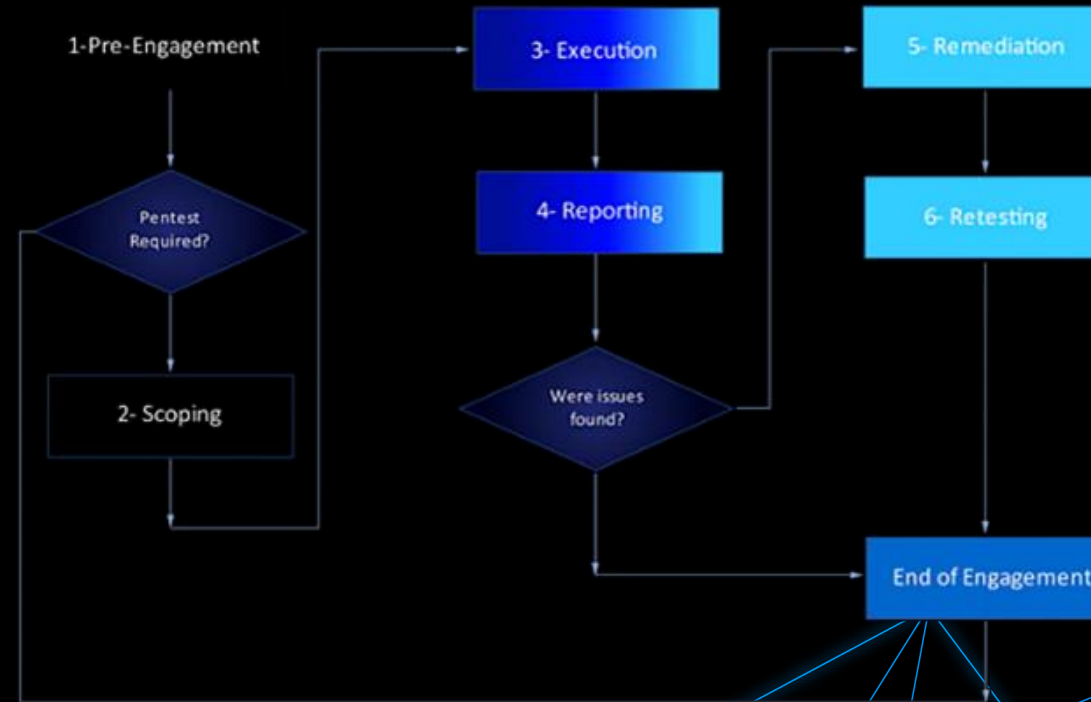 1-Pre-Engagement
Pentest
Required?
2- Scoping
3- Execution
4- Reporting
Were issues
found?
5- Remediation
6- Retesting
End of Engagement